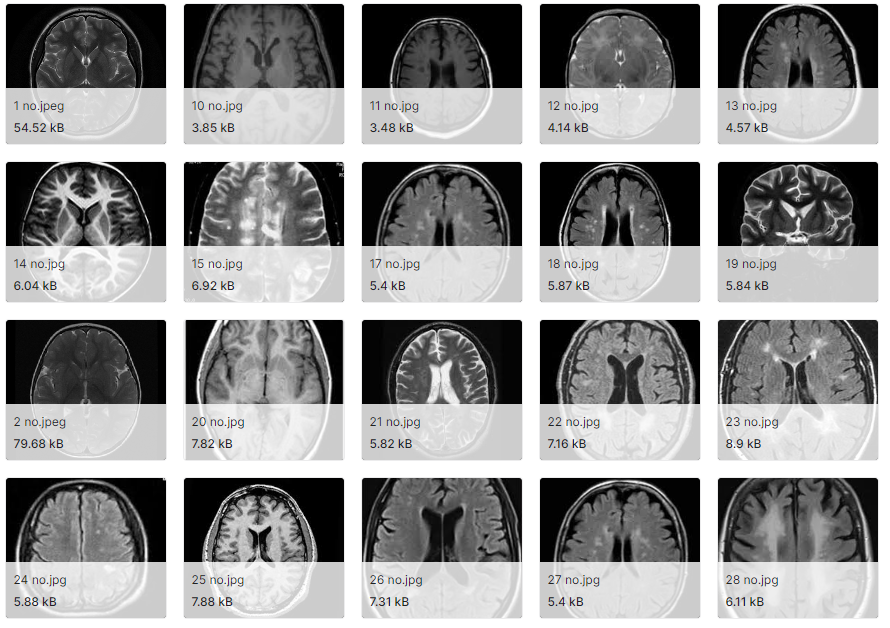 1 no.jpeg
54.52 kB
10 no.jpg
3.85 kB
11 no.jpg
3.48 kB
12 no.jpg
4.14 kB
13 no.jpg
4.57 kB
14 no.jpg
6.04 kB
15 no.jpg
6.92 kB
17 no.jpg
5.4 kB
18 no.jpg
5.87 kB
19 no.jpg
5.84 kB
2 no.jpeg
79.68 kB
20 no.jpg
7.82 kB
21 no.jpg
5.82 kB
22 no.jpg
7.16 kB
23 no.jpg
8.9 kB
24 no.jpg
5.88 kB
25 no.jpg
7.88 kB
26 no.jpg
7.31 kB
27 no.jpg
5.4 kB
28 no.jpg
6.11 kB